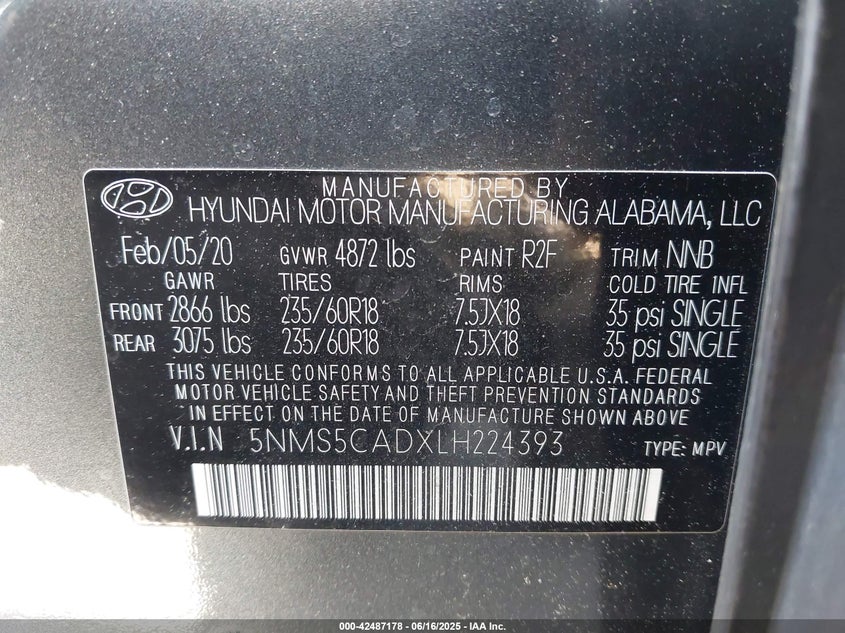 MANUFACTURED BY
HYUNDAI MOTOR MANUFACTURING ALABAMA, LLC
Feb/05/20 GVWR 4872 lbs PAINT R2F TRIM NNB
GAWR TIRES RIMS COLD TIRE INFL
FRONT 2866 lbs 235/60R18 7.5JX18 35 psi SINGLE
REAR 3075 lbs 235/60R18 7.5JX18 35 psi SINGLE
THIS VEHICLE CONFORMS TO ALL APPLICABLE U.S.A. FEDERAL
MOTOR VEHICLE SAFETY AND THEFT PREVENTION STANDARDS
IN EFFECT ON THE DATE OF MANUFACTURE SHOWN ABOVE
V.I.N 5NMS5CADXLH224393 TYPE: MPV
000-42487178 - 06/16/2025 - IAA Inc.